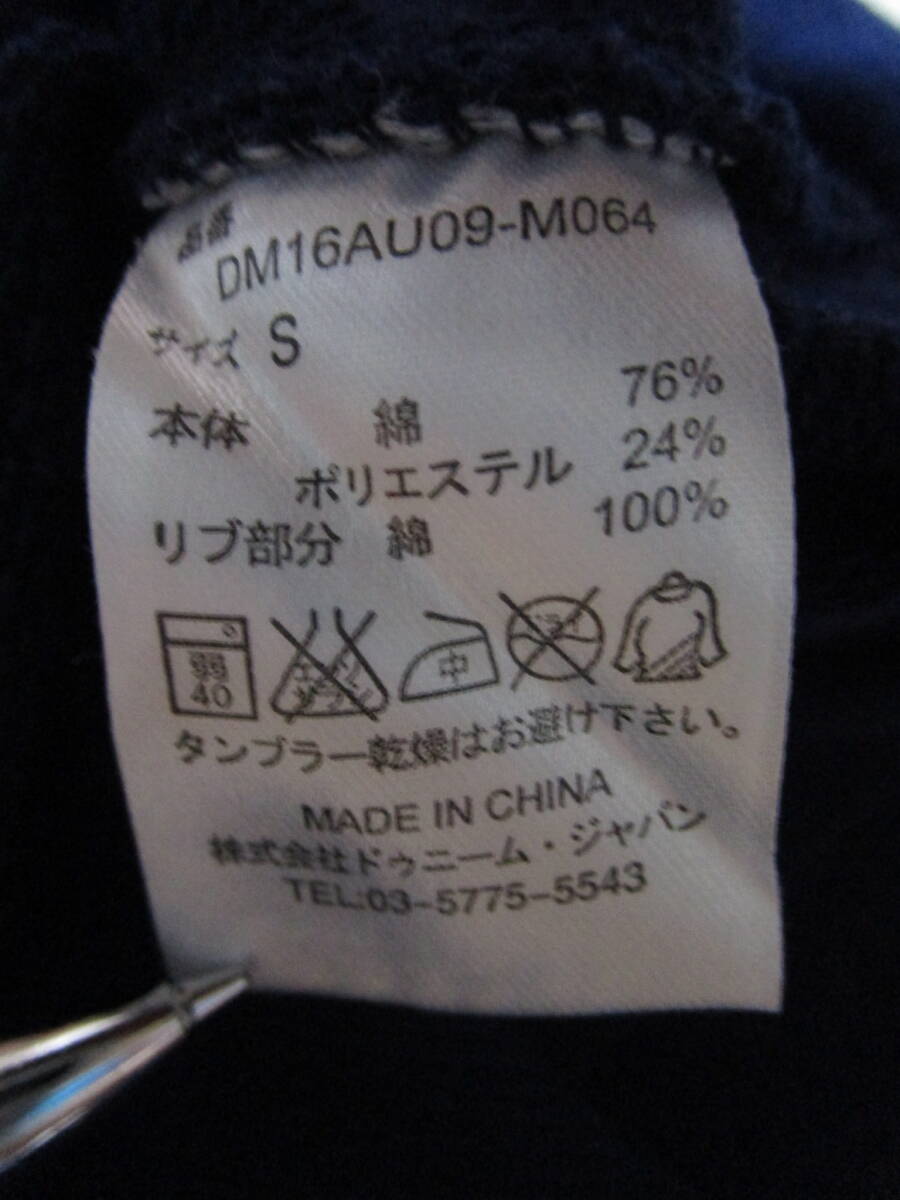 品番
DM16AU09-M064
サイズ S
本体 綿 76%
ポリエステル 24%
リブ部分 綿 100%
40
中
ドライ
タンブラー乾燥はお避け下さい。
MADE IN CHINA
株式会社ドゥニーム・ジャパン
TEL:03-5775-5543